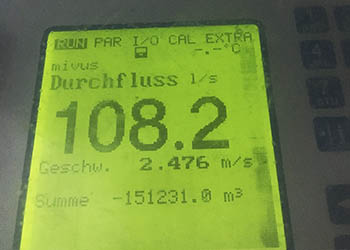 RUN PAR I/O CAL EXTRA
-.-°C
mivus
Durchfluss l/s
108.2
Geschw. 2.476 m/s
Summe -151231.0 m³